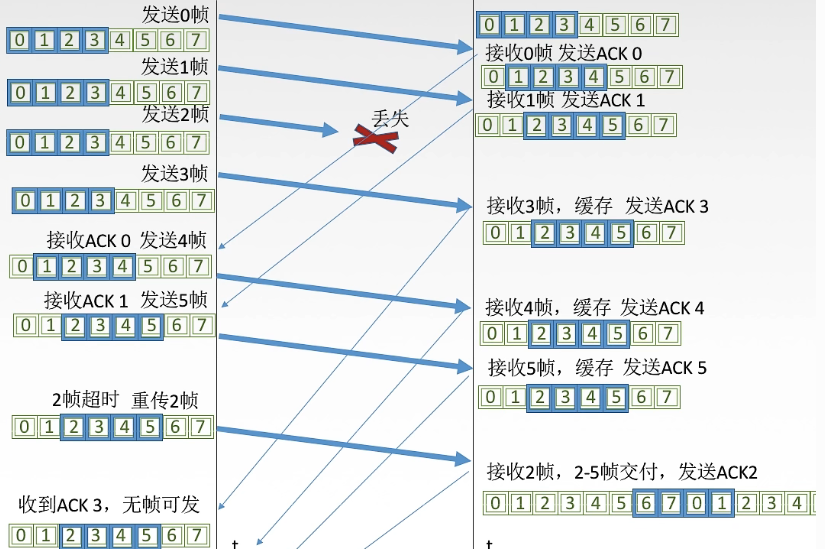 发送0帧
0 1 2 3 4 5 6 7
发送1帧
0 1 2 3 4 5 6 7
发送2帧
0 1 2 3 4 5 6 7
发送3帧
0 1 2 3 4 5 6 7
接收ACK 0 发送4帧
0 1 2 3 4 5 6 7
接收ACK 1 发送5帧
0 1 2 3 4 5 6 7
2帧超时 重传2帧
0 1 2 3 4 5 6 7
收到ACK 3，无帧可发
0 1 2 3 4 5 6 7
丢失
t
0 1 2 3 4 5 6 7
接收0帧 发送ACK 0
0 1 2 3 4 5 6 7
接收1帧 发送ACK 1
0 1 2 3 4 5 6 7
接收3帧，缓存 发送ACK 3
0 1 2 3 4 5 6 7
接收4帧，缓存 发送ACK 4
0 1 2 3 4 5 6 7
接收5帧，缓存 发送ACK 5
0 1 2 3 4 5 6 7
接收2帧，2-5帧交付，发送ACK2
0 1 2 3 4 5 6 7 0 1 2 3 4
t